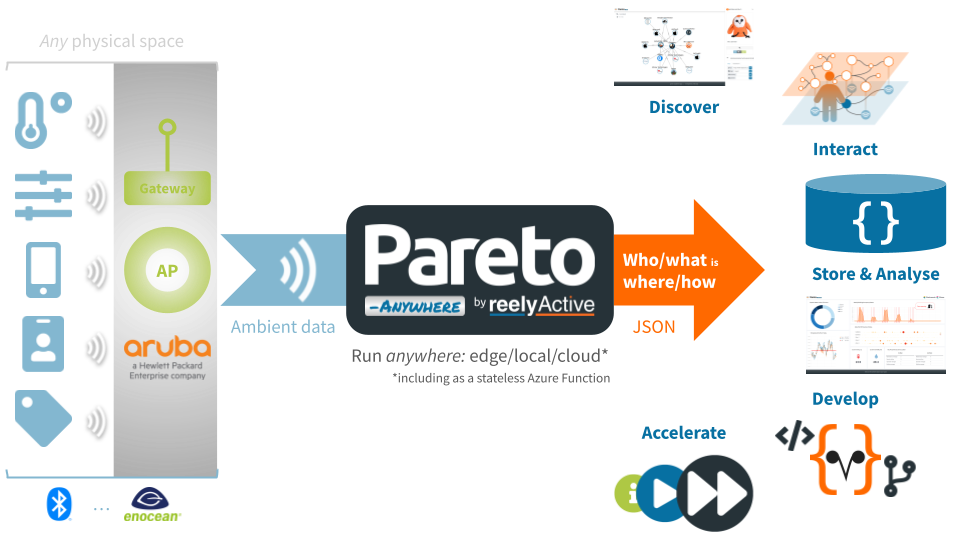 Any physical space
Gateway
AP
aruba
a Hewlett Packard
Enterprise company
enocean®
...
Ambient data
Pareto
-ANYWHERE
by reelyActive
Run anywhere: edge/local/cloud*
*including as a stateless Azure Function
Who/what is
where/how
JSON
Discover
Interact
{ }
Store & Analyse
Develop
</>
{ }
Accelerate
i